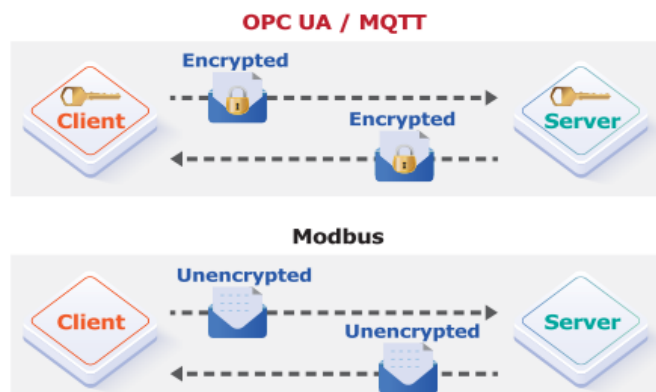 OPC UA / MQTT
Encrypted
Client
Server
Encrypted
Modbus
Unencrypted
Client
Server
Unencrypted